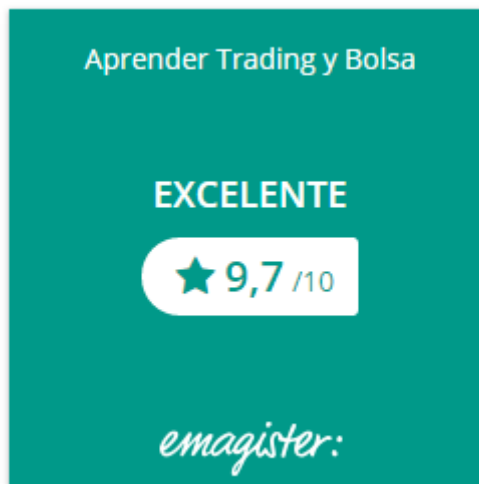 Aprender Trading y Bolsa
EXCELENTE
9,7 /10
emagister: